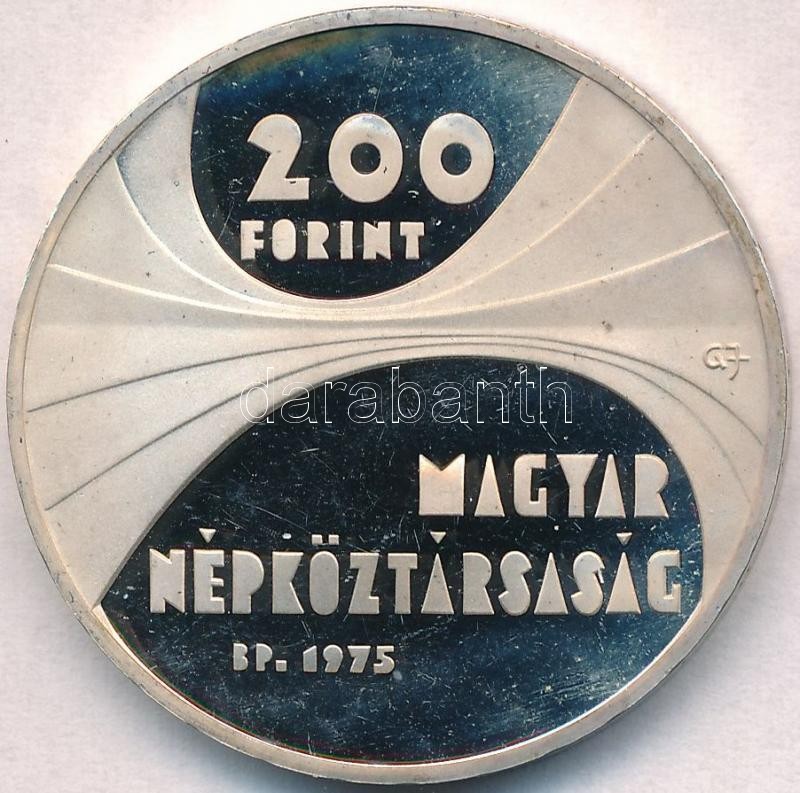 200
FORINT
darabanth
MAGYAR
NÉPKÖZTÁRSASÁG
BP. 1975